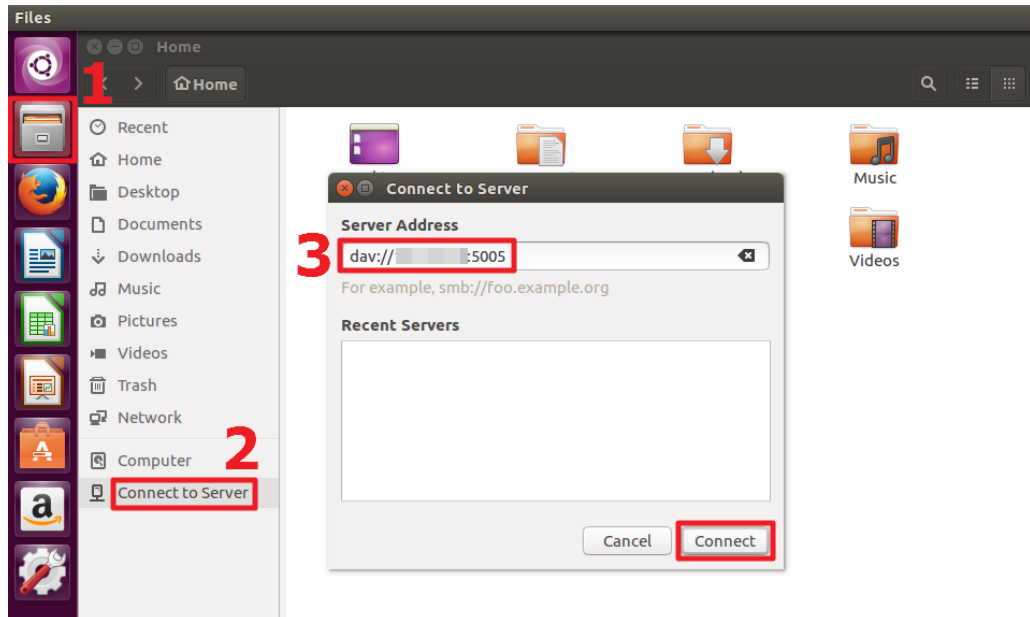 Files
Home
1
Home
Recent
Home
Desktop
Documents
Downloads
Music
Pictures
Videos
Trash
Network
2
Computer
Connect to Server
Music
Videos
Connect to Server
Server Address
3
dav:// :5005
For example, smb://foo.example.org
Recent Servers
Cancel
Connect